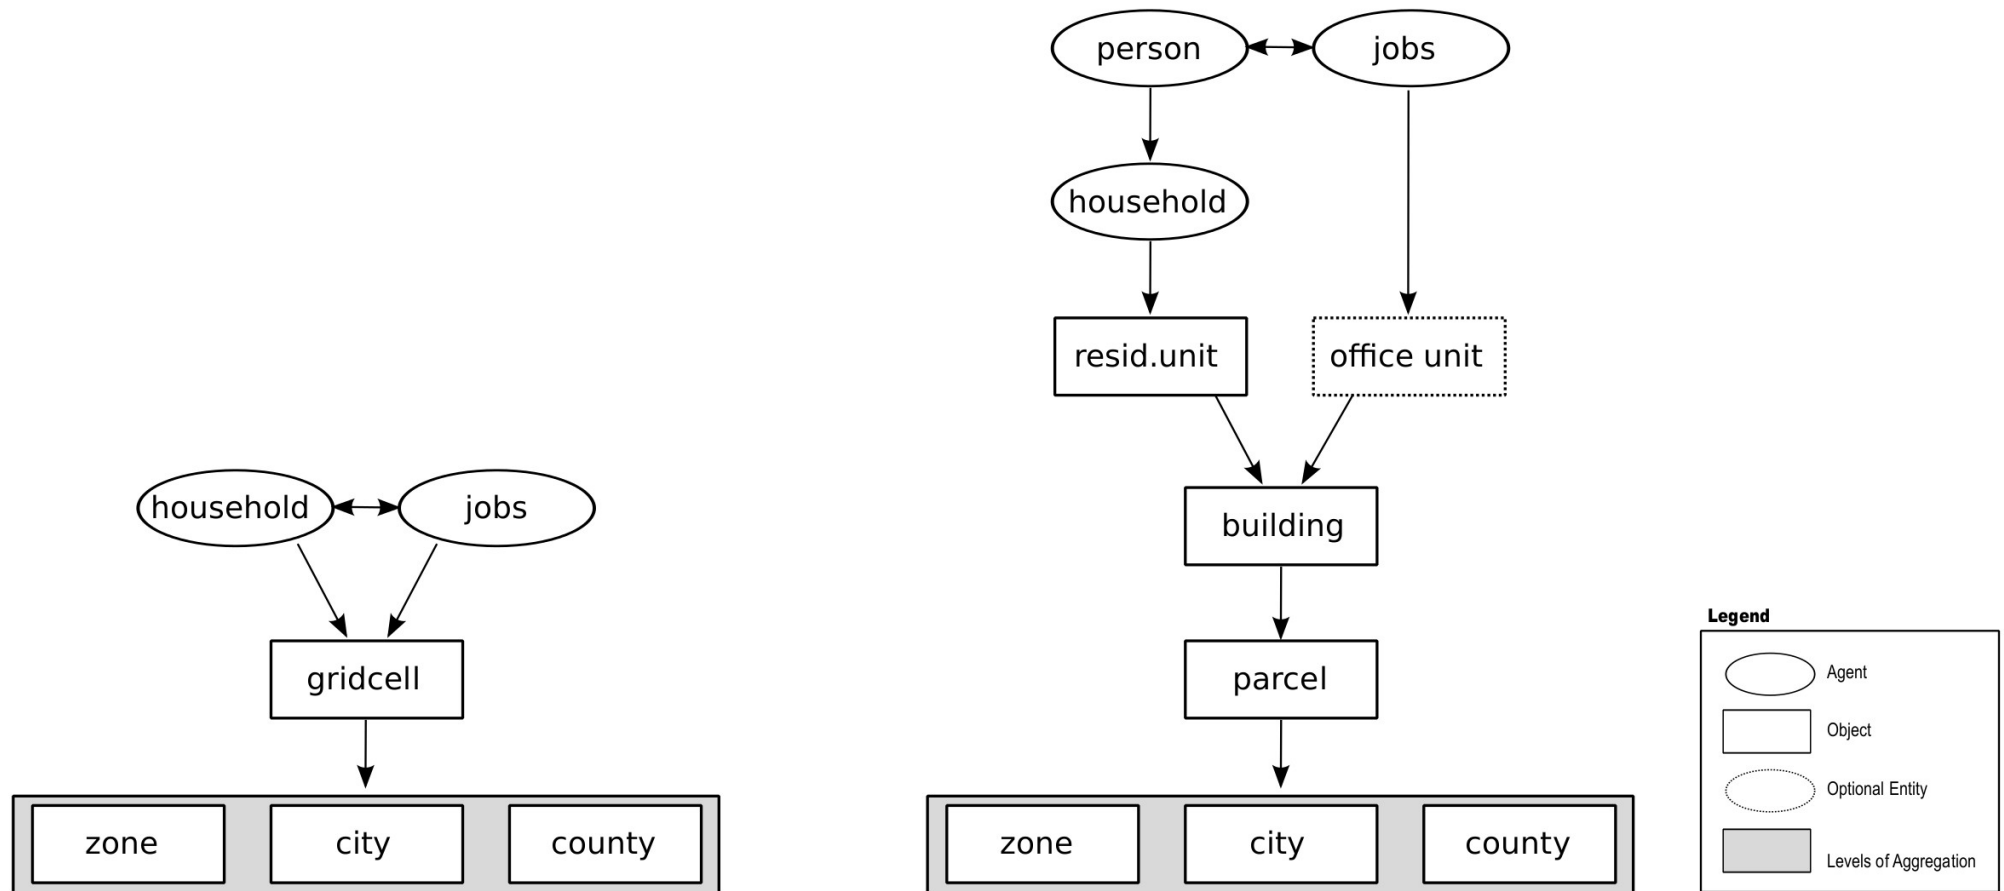 person
jobs
household
resid.unit
office unit
household
jobs
building
gridcell
parcel
zone
city
county
zone
city
county
Legend
Agent
Object
Optional Entity
Levels of Aggregation